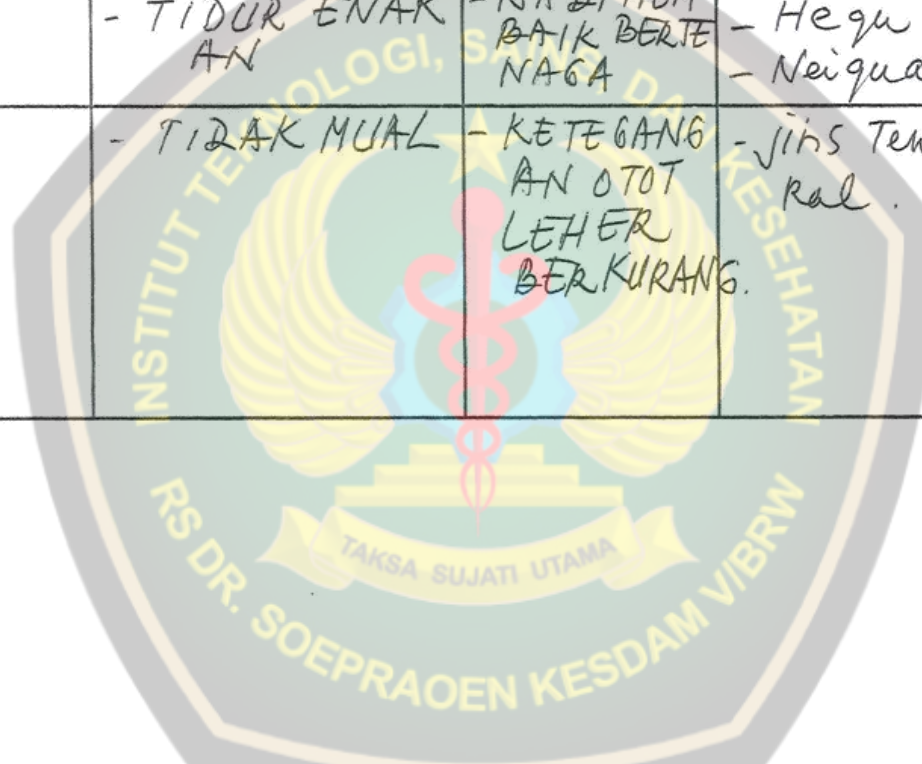 - TIDUR ENAK
AN
BAIK BERTE
NAGA
- Hequ
- Neiqua
- TIDAK MUAL
- KETEGANG
AN OTOT
LEHER
BERKURANG.
- jins Ten
Kal.
INSTITUT TEKNOLOGI, SAINS, DAN KESEHATAN
RS DR. SOEPRAOEN KESDAM V/BRW
TAKSA SUJATI UTAMA